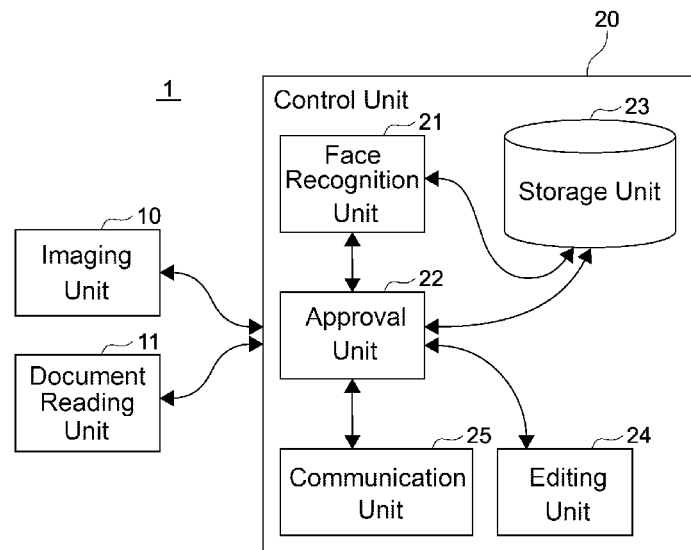 20
1
Control Unit
21
23
Face
Recognition
Unit
Storage Unit
10
Imaging
Unit
22
Approval
Unit
11
Document
Reading
Unit
25
Communication
Unit
24
Editing
Unit